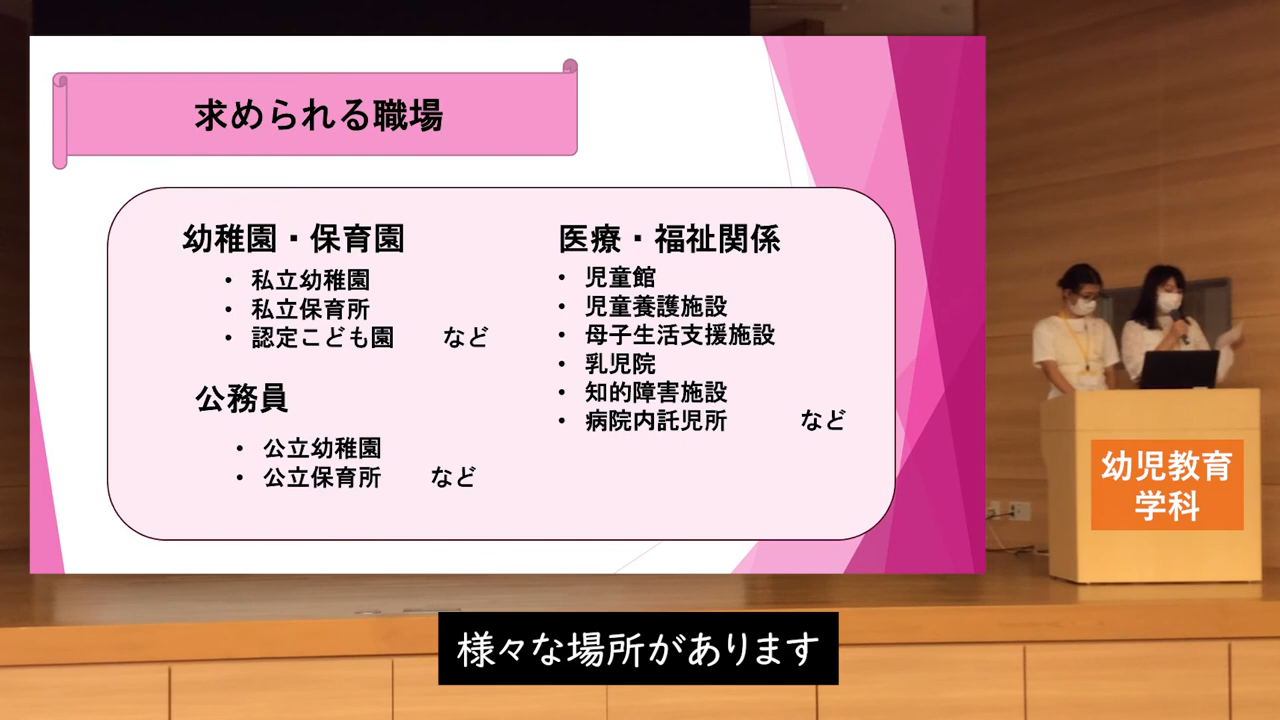 求められる職場
幼稚園・保育園
• 私立幼稚園
• 私立保育所
• 認定こども園 など
公務員
• 公立幼稚園
• 公立保育所 など
医療・福祉関係
• 児童館
• 児童養護施設
• 母子生活支援施設
• 乳児院
• 知的障害施設
• 病院内託児所 など
幼児教育
学科
様々な場所があります